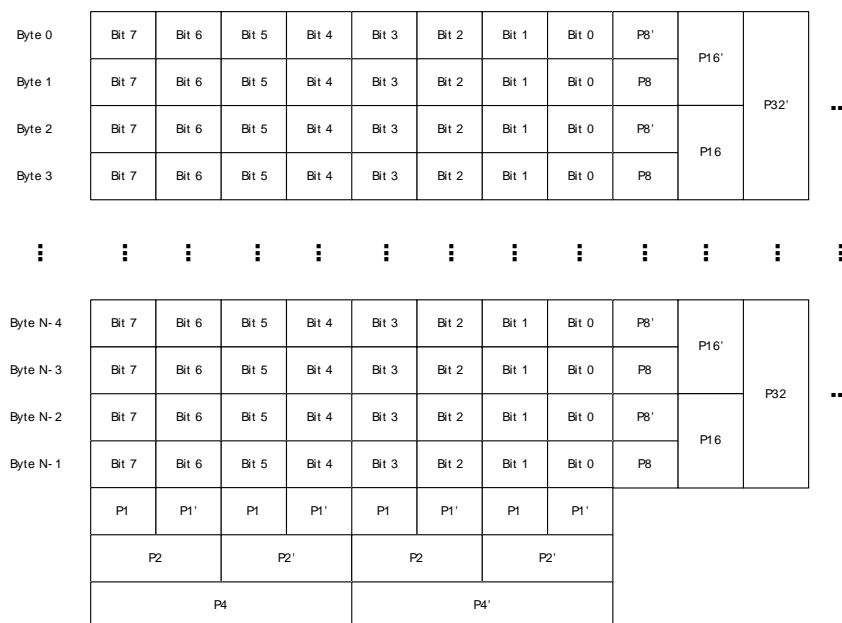 Byte 0 Bit 7 Bit 6 Bit 5 Bit 4 Bit 3 Bit 2 Bit 1 Bit 0 P8' P16' P32'
Byte 1 Bit 7 Bit 6 Bit 5 Bit 4 Bit 3 Bit 2 Bit 1 Bit 0 P8
Byte 2 Bit 7 Bit 6 Bit 5 Bit 4 Bit 3 Bit 2 Bit 1 Bit 0 P8' P16
Byte 3 Bit 7 Bit 6 Bit 5 Bit 4 Bit 3 Bit 2 Bit 1 Bit 0 P8
Byte N-4 Bit 7 Bit 6 Bit 5 Bit 4 Bit 3 Bit 2 Bit 1 Bit 0 P8' P16' P32
Byte N-3 Bit 7 Bit 6 Bit 5 Bit 4 Bit 3 Bit 2 Bit 1 Bit 0 P8
Byte N-2 Bit 7 Bit 6 Bit 5 Bit 4 Bit 3 Bit 2 Bit 1 Bit 0 P8' P16
Byte N-1 Bit 7 Bit 6 Bit 5 Bit 4 Bit 3 Bit 2 Bit 1 Bit 0 P8
P1 P1' P1 P1' P1 P1' P1 P1'
P2 P2' P2 P2'
P4 P4'